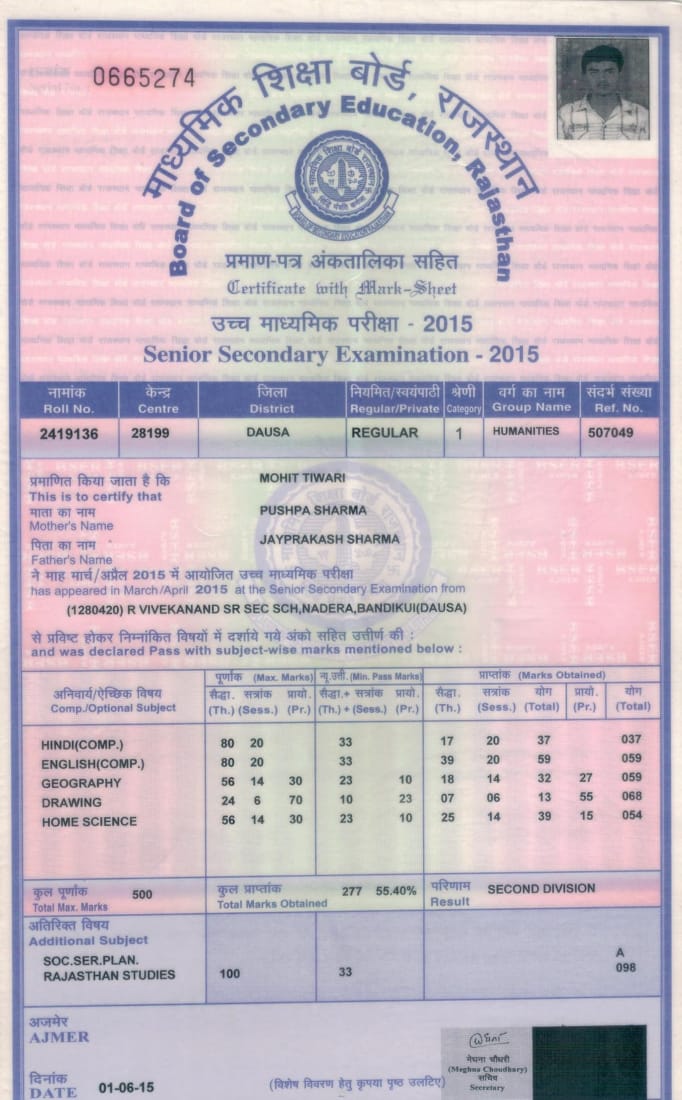 0665274
माध्यमिक शिक्षा बोर्ड, राजस्थान
Board of Secondary Education, Rajasthan
प्रमाण-पत्र अंकतालिका सहित
Certificate with Mark-Sheet
उच्च माध्यमिक परीक्षा - 2015
Senior Secondary Examination - 2015
नामांक केन्द्र जिला नियमित/स्वयंपाठी श्रेणी वर्ग का नाम संदर्भ संख्या
Roll No. Centre District Regular/Private Category Group Name Ref. No.
2419136 28199 DAUSA REGULAR 1 HUMANITIES 507049
प्रमाणित किया जाता है कि MOHIT TIWARI
This is to certify that
माता का नाम PUSHPA SHARMA
Mother's Name
पिता का नाम JAYPRAKASH SHARMA
Father's Name
ने माह मार्च/अप्रैल 2015 में आयोजित उच्च माध्यमिक परीक्षा
has appeared in March/April 2015 at the Senior Secondary Examination from
(1280420) R VIVEKANAND SR SEC SCH,NADERA,BANDIKUI(DAUSA)
से प्रविष्ट होकर निम्नांकित विषयों में दर्शाये गये अंको सहित उत्तीर्ण की :
and was declared Pass with subject-wise marks mentioned below :
पूर्णांक (Max. Marks) न्यू.उत्ती. (Min. Pass Marks) प्राप्तांक (Marks Obtained)
अनिवार्य/ऐच्छिक विषय सैद्धा. सत्रांक प्रायो. सैद्धा.+ सत्रांक प्रायो. सैद्धा. सत्रांक योग प्रायो. योग
Comp./Optional Subject (Th.) (Sess.) (Pr.) (Th.) + (Sess.) (Pr.) (Th.) (Sess.) (Total) (Pr.) (Total)
HINDI(COMP.) 80 20 33 17 20 37 037
ENGLISH(COMP.) 80 20 33 39 20 59 059
GEOGRAPHY 56 14 30 23 10 18 14 32 27 059
DRAWING 24 6 70 10 23 07 06 13 55 068
HOME SCIENCE 56 14 30 23 10 25 14 39 15 054
कुल पूर्णांक 500 कुल प्राप्तांक 277 55.40% परिणाम SECOND DIVISION
Total Max. Marks Total Marks Obtained Result
अतिरिक्त विषय
Additional Subject
SOC.SER.PLAN. A
RAJASTHAN STUDIES 100 33 098
अजमेर
AJMER
मेघना चौधरी
(Meghna Choudhary)
सचिव
Secretary
दिनांक
DATE 01-06-15 (विशेष विवरण हेतु कृपया पृष्ठ उलटिए)